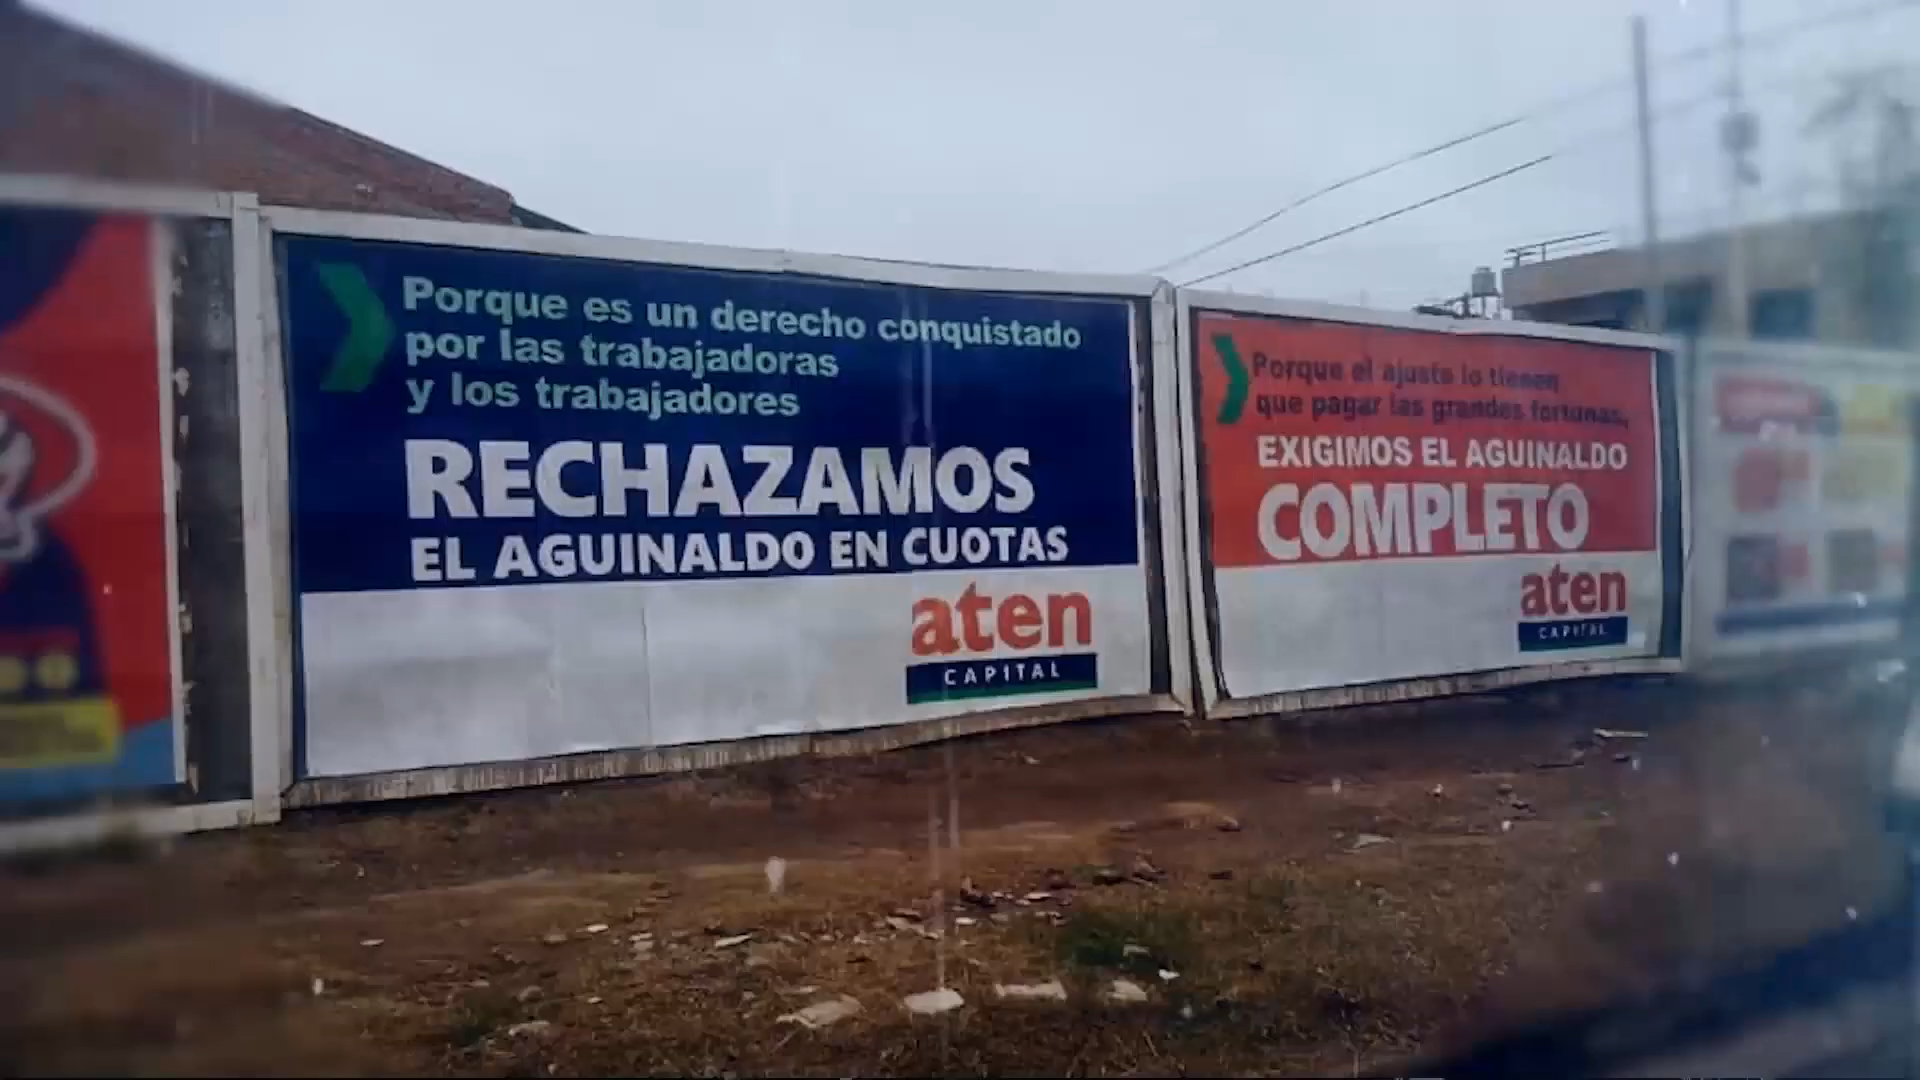 Porque es un derecho conquistado
por las trabajadoras
y los trabajadores
RECHAZAMOS
EL AGUINALDO EN CUOTAS
aten
CAPITAL
Porque el ajuste lo tienen
que pagar las grandes fortunas.
EXIGIMOS EL AGUINALDO
COMPLETO
aten
CAPITAL